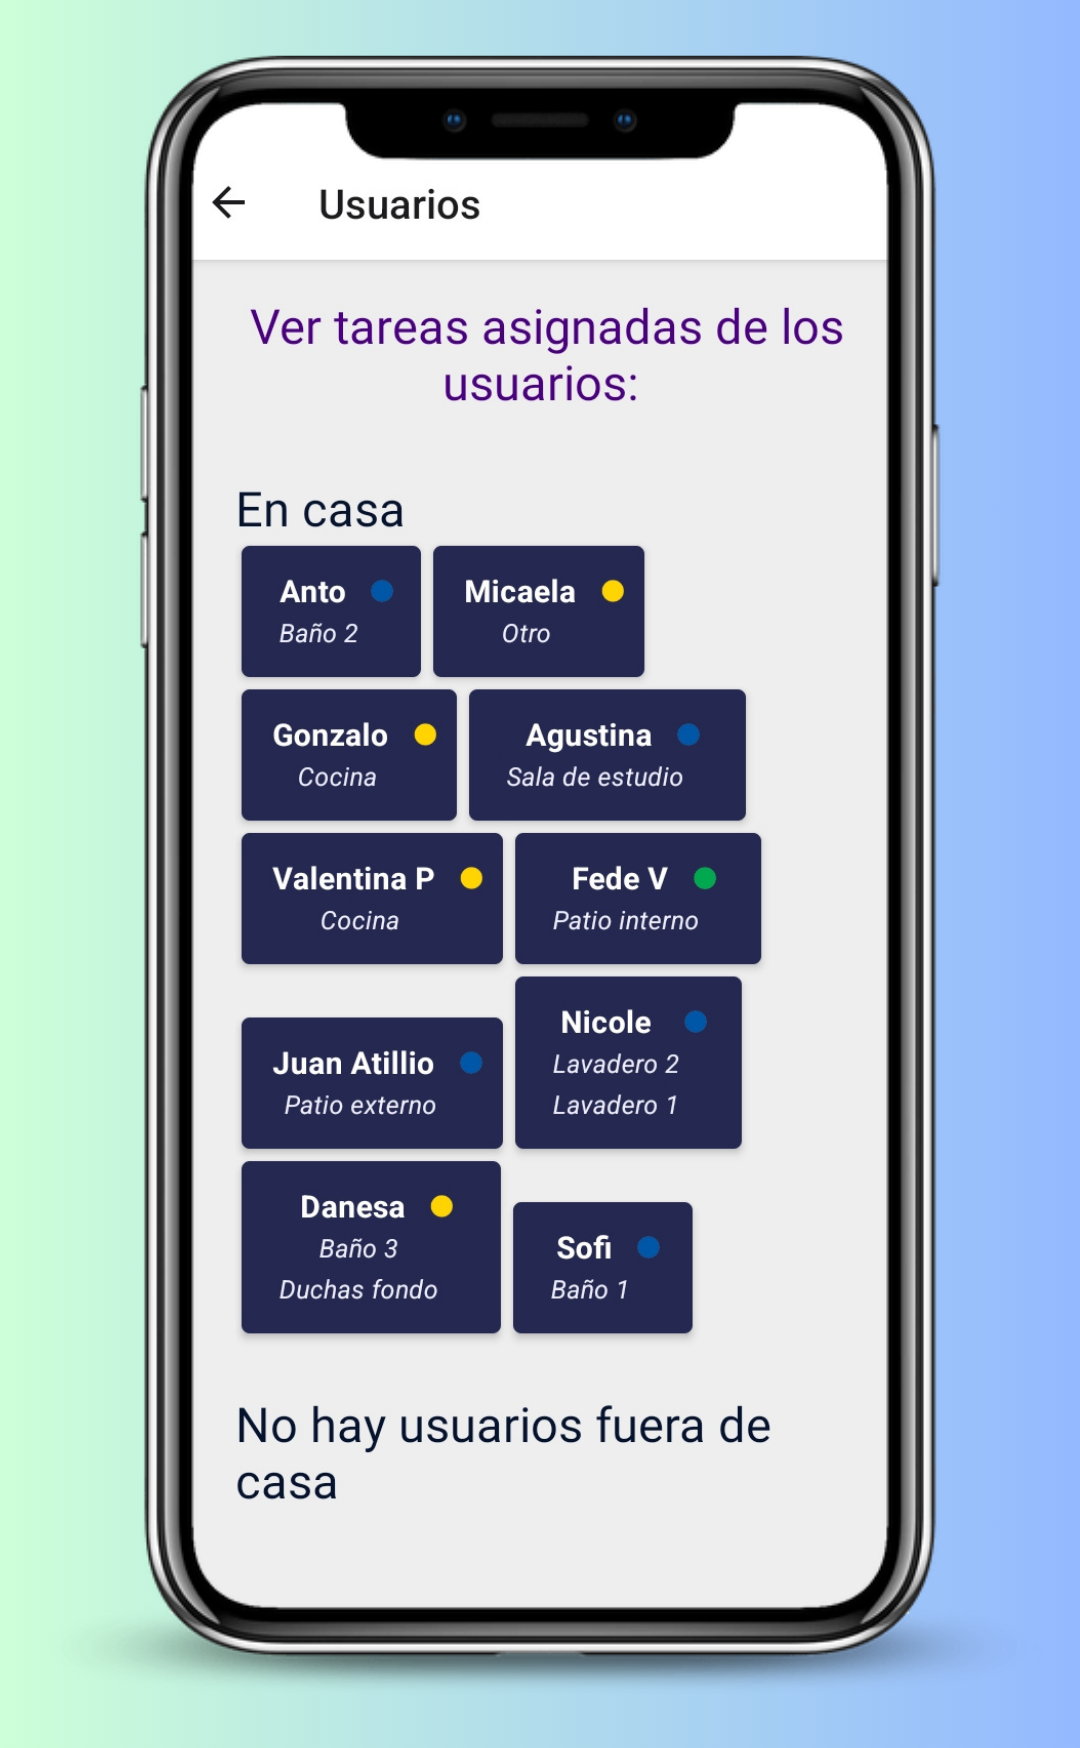 Usuarios
Ver tareas asignadas de los
usuarios:
En casa
Anto
Baño 2
Micaela
Otro
Gonzalo
Cocina
Agustina
Sala de estudio
Valentina P
Cocina
Fede V
Patio interno
Juan Atillio
Patio externo
Nicole
Lavadero 2
Lavadero 1
Danesa
Baño 3
Duchas fondo
Sofi
Baño 1
No hay usuarios fuera de
casa